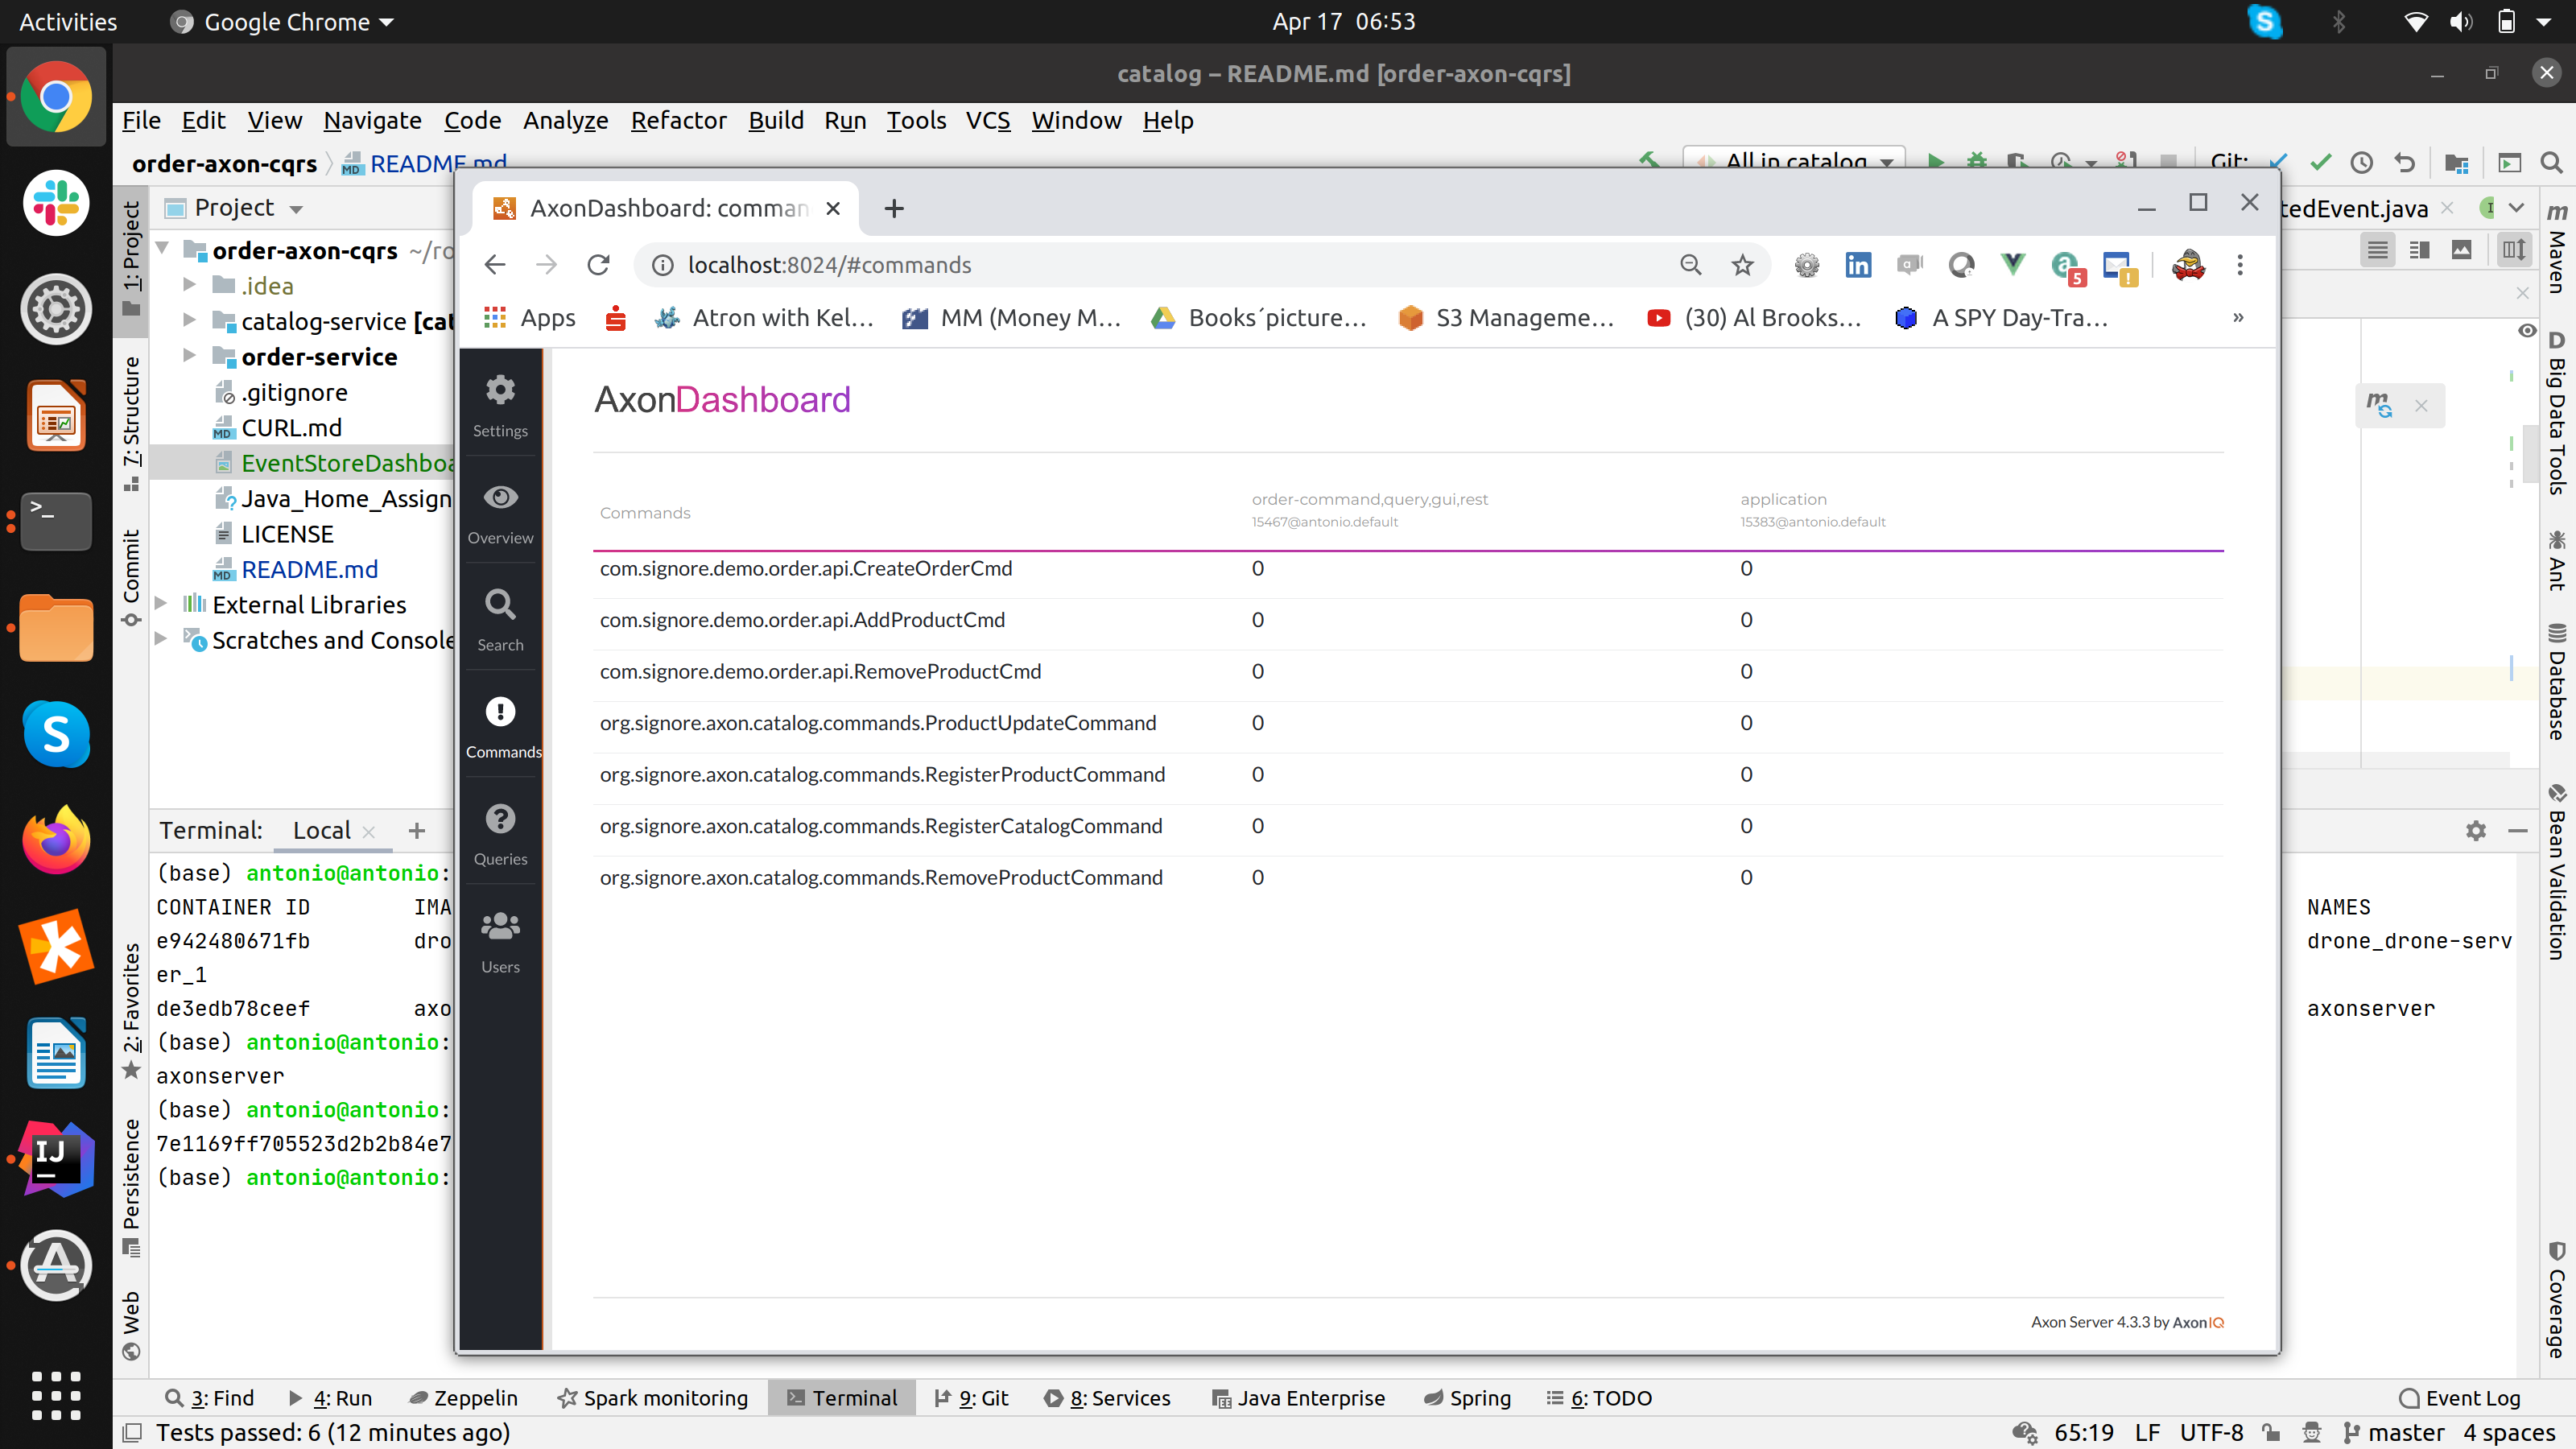 Activities
Google Chrome
Apr 17 06:53
catalog – README.md [order-axon-cqrs]
File Edit View Navigate Code Analyze Refactor Build Run Tools VCS Window Help
order-axon-cqrs README.md
All in catalog
Git:
1: Project
7: Structure
Commit
2: Favorites
Persistence
Web
Project
order-axon-cqrs ~/ro
.idea
catalog-service [cat
order-service
.gitignore
CURL.md
EventStoreDashboa
Java_Home_Assign
LICENSE
README.md
External Libraries
Scratches and Console
Terminal: Local +
(base) antonio@antonio:
CONTAINER ID IMA
e942480671fb dro
er_1
de3edb78ceef axo
(base) antonio@antonio:
axonserver
(base) antonio@antonio:
7e1169ff705523d2b2b84e7
(base) antonio@antonio:
AxonDashboard: comman
localhost:8024/#commands
5
Apps
Atron with Kel...
MM (Money M...
Books´picture...
S3 Manageme...
(30) Al Brooks...
A SPY Day-Tra...
»
Settings
Overview
Search
Commands
Queries
Users
AxonDashboard
Commands
order-command,query,gui,rest
15467@antonio.default
application
15383@antonio.default
com.signore.demo.order.api.CreateOrderCmd 0 0
com.signore.demo.order.api.AddProductCmd 0 0
com.signore.demo.order.api.RemoveProductCmd 0 0
org.signore.axon.catalog.commands.ProductUpdateCommand 0 0
org.signore.axon.catalog.commands.RegisterProductCommand 0 0
org.signore.axon.catalog.commands.RegisterCatalogCommand 0 0
org.signore.axon.catalog.commands.RemoveProductCommand 0 0
Axon Server 4.3.3 by AxonIQ
tedEvent.java
NAMES
drone_drone-serv
axonserver
Maven
Big Data Tools
Ant
Database
Bean Validation
Coverage
3: Find 4: Run Zeppelin Spark monitoring Terminal 9: Git 8: Services Java Enterprise Spring 6: TODO Event Log
Tests passed: 6 (12 minutes ago)
65:19 LF UTF-8 master 4 spaces